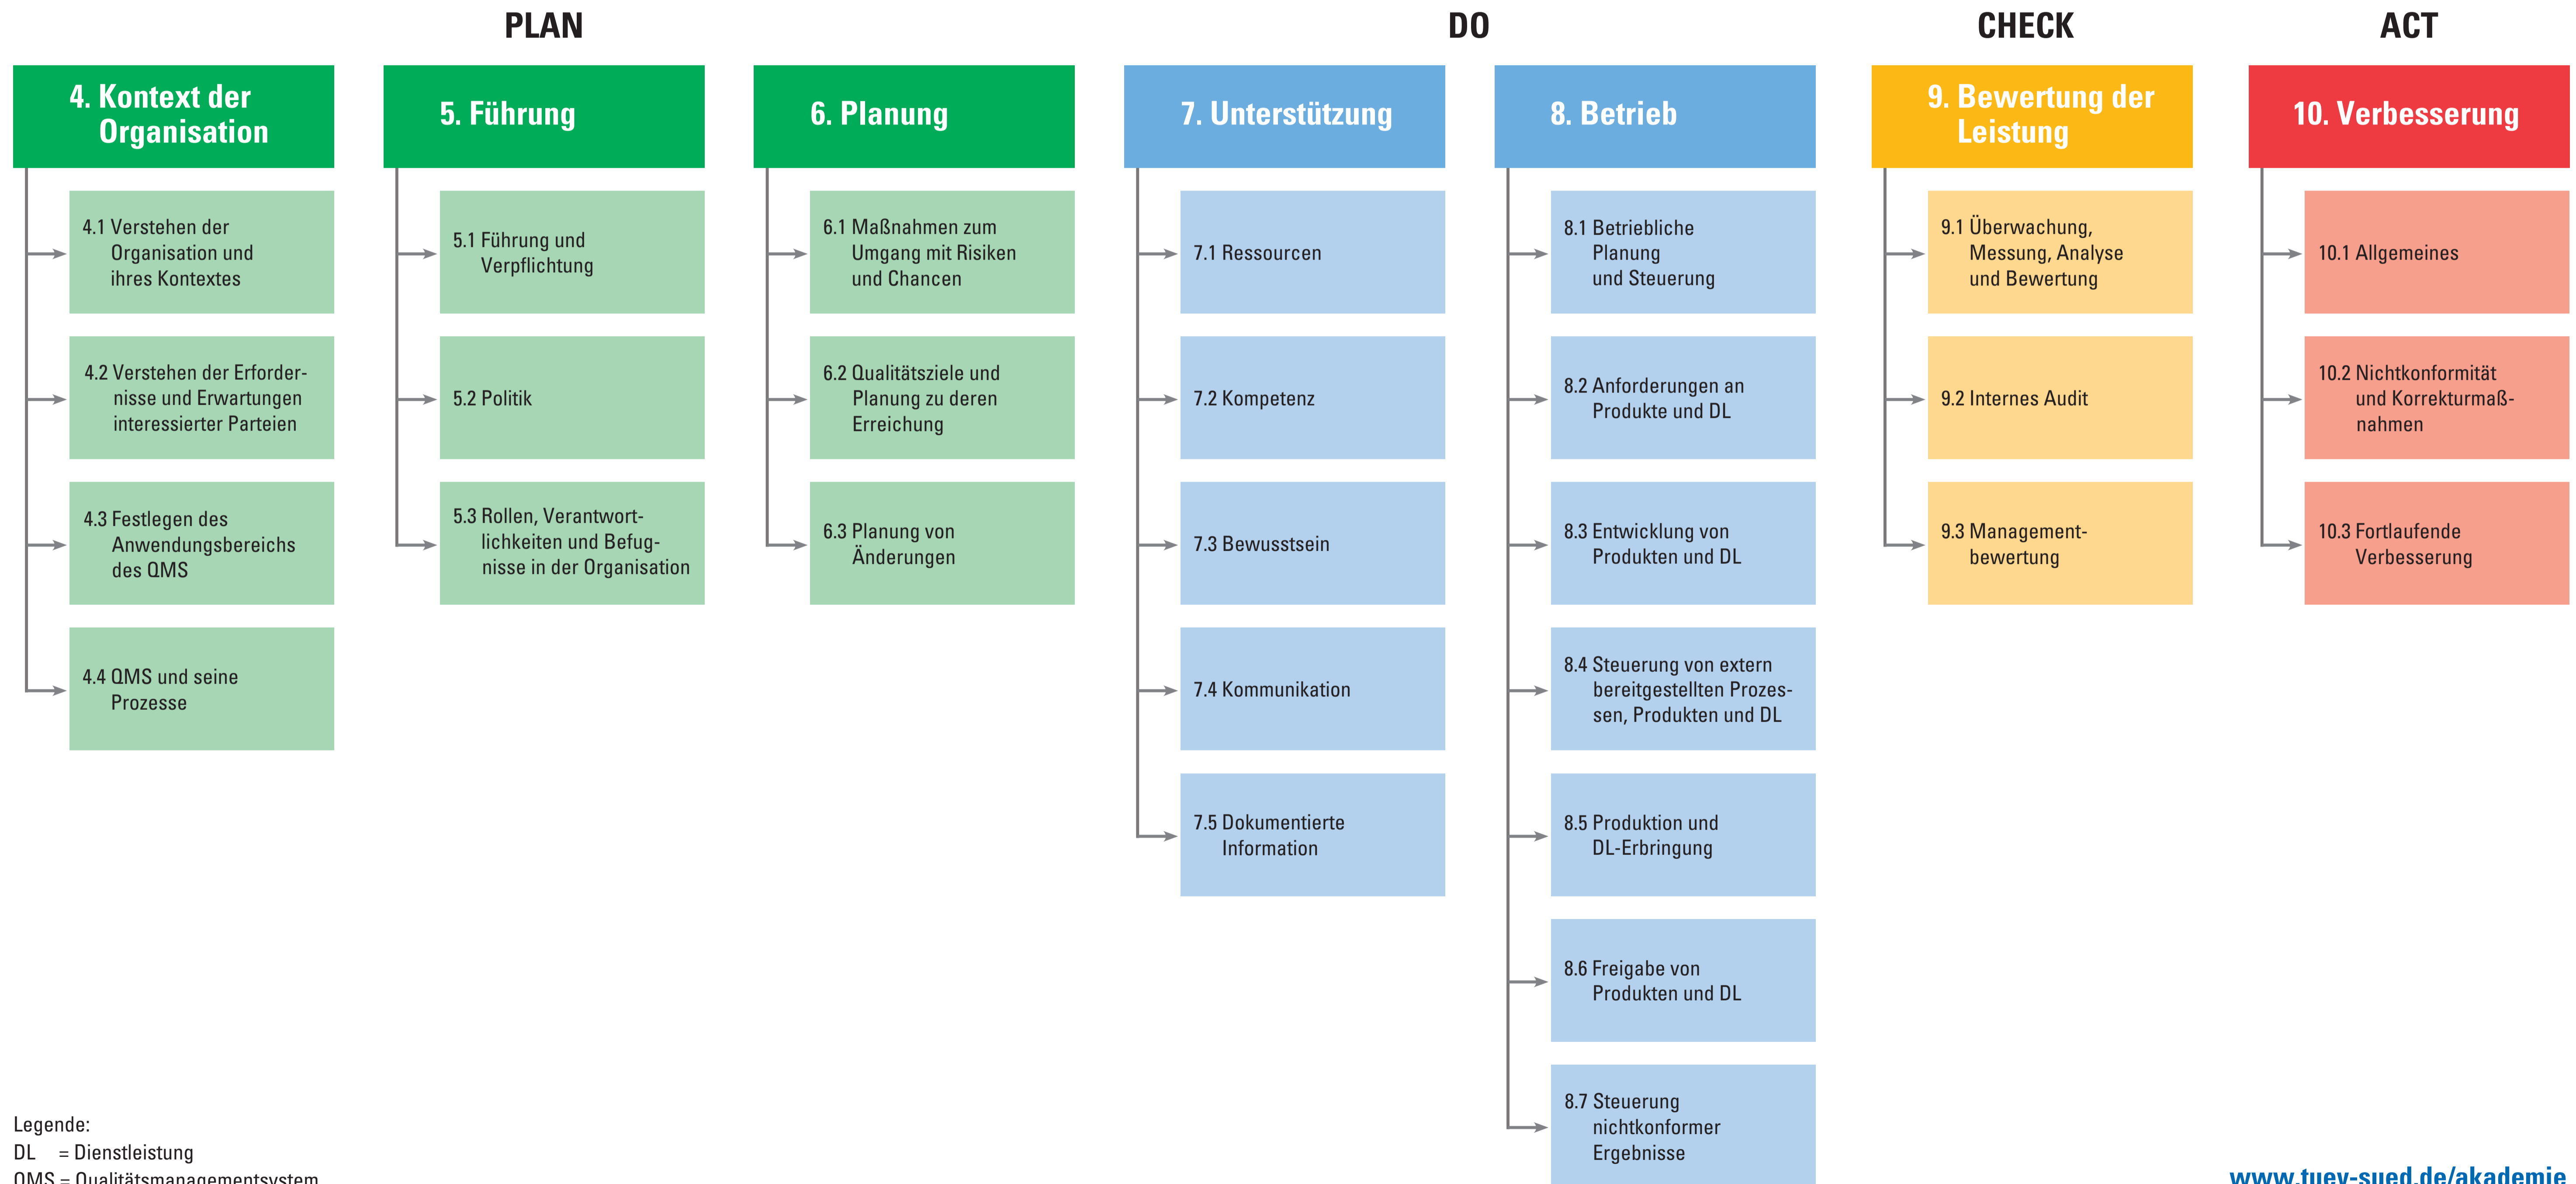 PLAN
DO
CHECK
ACT
4. Kontext der
Organisation
5. Führung
6. Planung
7. Unterstützung
8. Betrieb
9. Bewertung der
Leistung
10. Verbesserung
4.1 Verstehen der
Organisation und
ihres Kontextes
4.2 Verstehen der Erforder-
nisse und Erwartungen
interessierter Parteien
4.3 Festlegen des
Anwendungsbereichs
des QMS
4.4 QMS und seine
Prozesse
5.1 Führung und
Verpflichtung
5.2 Politik
5.3 Rollen, Verantwort-
lichkeiten und Befug-
nisse in der Organisation
6.1 Maßnahmen zum
Umgang mit Risiken
und Chancen
6.2 Qualitätsziele und
Planung zu deren
Erreichung
6.3 Planung von
Änderungen
7.1 Ressourcen
7.2 Kompetenz
7.3 Bewusstsein
7.4 Kommunikation
7.5 Dokumentierte
Information
8.1 Betriebliche
Planung
und Steuerung
8.2 Anforderungen an
Produkte und DL
8.3 Entwicklung von
Produkten und DL
8.4 Steuerung von extern
bereitgestellten Prozes-
sen, Produkten und DL
8.5 Produktion und
DL-Erbringung
8.6 Freigabe von
Produkten und DL
8.7 Steuerung
nichtkonformer
Ergebnisse
9.1 Überwachung,
Messung, Analyse
und Bewertung
9.2 Internes Audit
9.3 Management-
bewertung
10.1 Allgemeines
10.2 Nichtkonformität
und Korrekturmaß-
nahmen
10.3 Fortlaufende
Verbesserung
Legende:
DL = Dienstleistung
QMS = Qualitätsmanagementsystem
www.tuev-sued.de/akademie